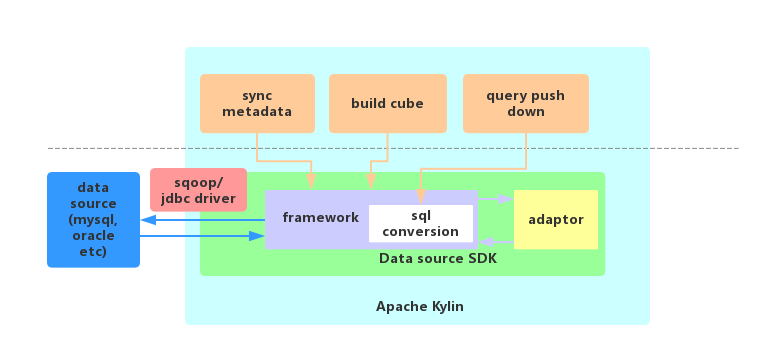 sync
metadata
build cube
query push
down
data
source
(mysql,
oracle
etc)
sqoop/
jdbc driver
framework
sql
conversion
adaptor
Data source SDK
Apache Kylin